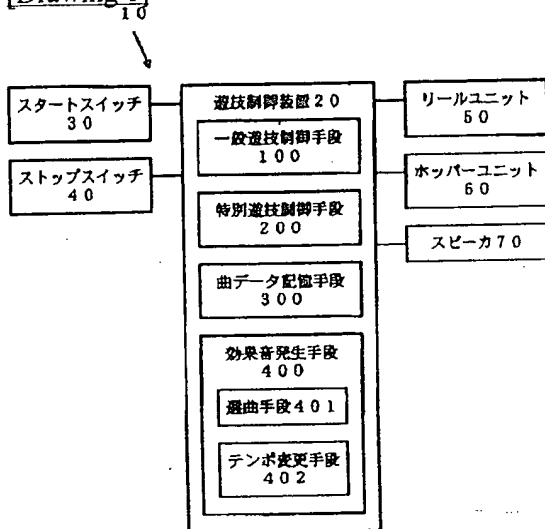 [Drawing 1]
10
スタートスイッチ
30
ストップスイッチ
40
遊技制御装置20
一般遊技制御手段
100
特別遊技制御手段
200
曲データ記憶手段
300
効果音発生手段
400
選曲手段401
テンポ変更手段
402
リールユニット
50
ホッパーユニット
60
スピーカ70